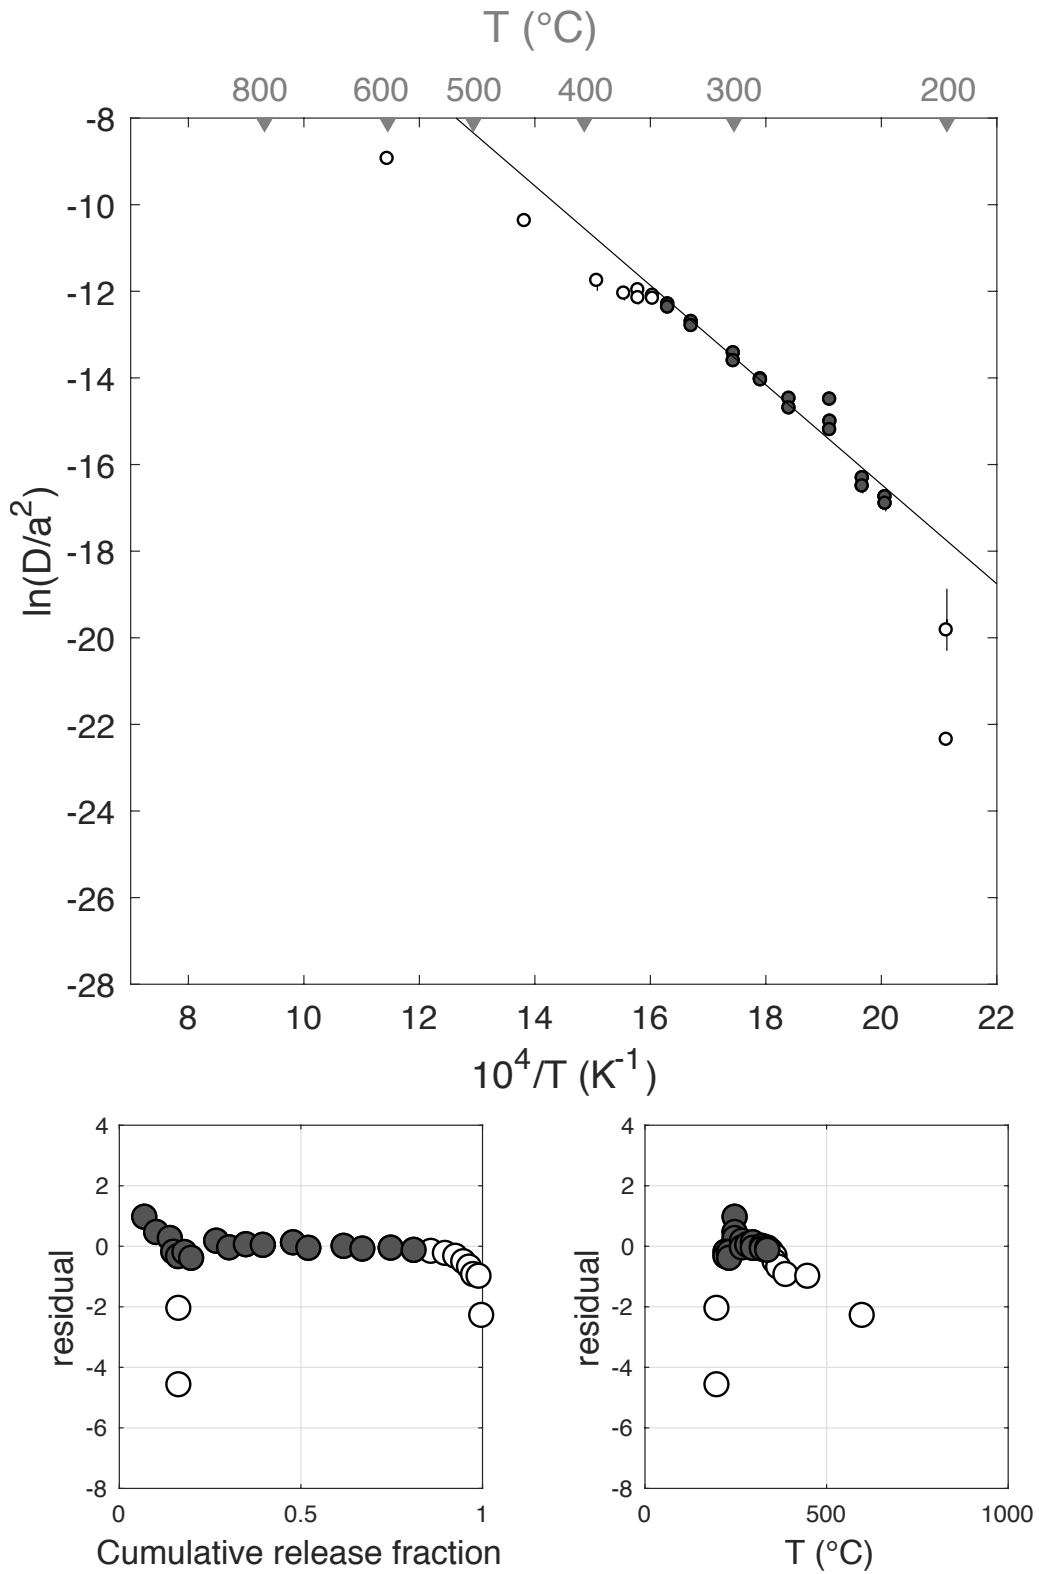 T (°C)
800 600 500 400 300 200
-8
-10
-12
-14
-16
-18
-20
-22
-24
-26
-28
ln(D/a²)
8 10 12 14 16 18 20 22
10⁴/T (K⁻¹)
4
2
0
-2
-4
-6
-8
residual
0 0.5 1
Cumulative release fraction
4
2
0
-2
-4
-6
-8
residual
0 500 1000
T (°C)